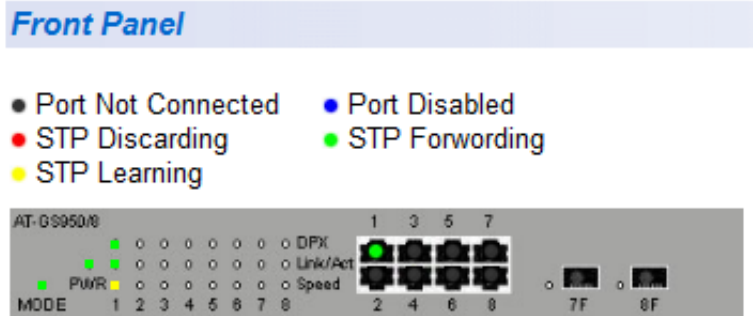 Front Panel
Port Not Connected
Port Disabled
STP Discarding
STP Forwording
STP Learning
AT-GS950/8
1 3 5 7
DPX
Link/Act
PWR
Speed
MODE
1 2 3 4 5 6 7 8
2 4 6 8
7F
8F